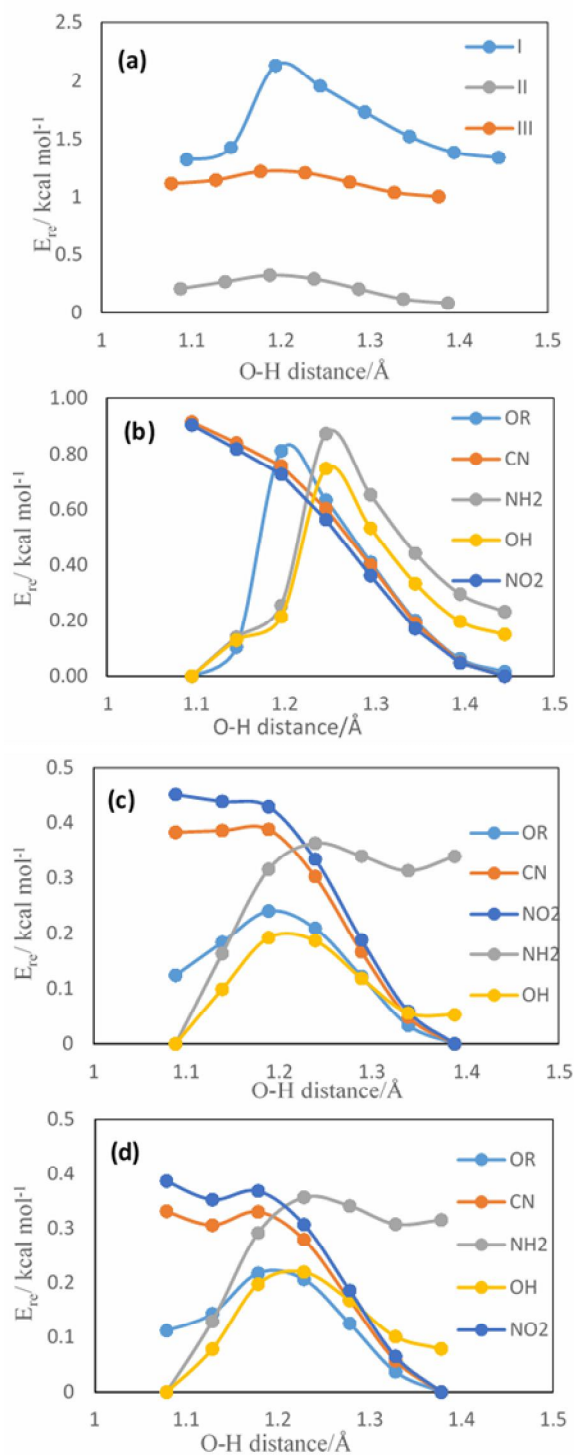 (a)
I
II
III
2.5
2
1.5
1
0.5
0
E_re/ kcal mol⁻¹
1 1.1 1.2 1.3 1.4 1.5
O-H distance/Å
(b)
OR
CN
NH2
OH
NO2
1.00
0.80
0.60
0.40
0.20
0.00
E_re/ kcal mol⁻¹
1 1.1 1.2 1.3 1.4 1.5
O-H distance/Å
(c)
OR
CN
NO2
NH2
OH
0.5
0.4
0.3
0.2
0.1
0
E_re/ kcal mol⁻¹
1 1.1 1.2 1.3 1.4 1.5
O-H distance/Å
(d)
OR
CN
NH2
OH
NO2
0.5
0.4
0.3
0.2
0.1
0
E_re/ kcal mol⁻¹
1 1.1 1.2 1.3 1.4 1.5
O-H distance/Å